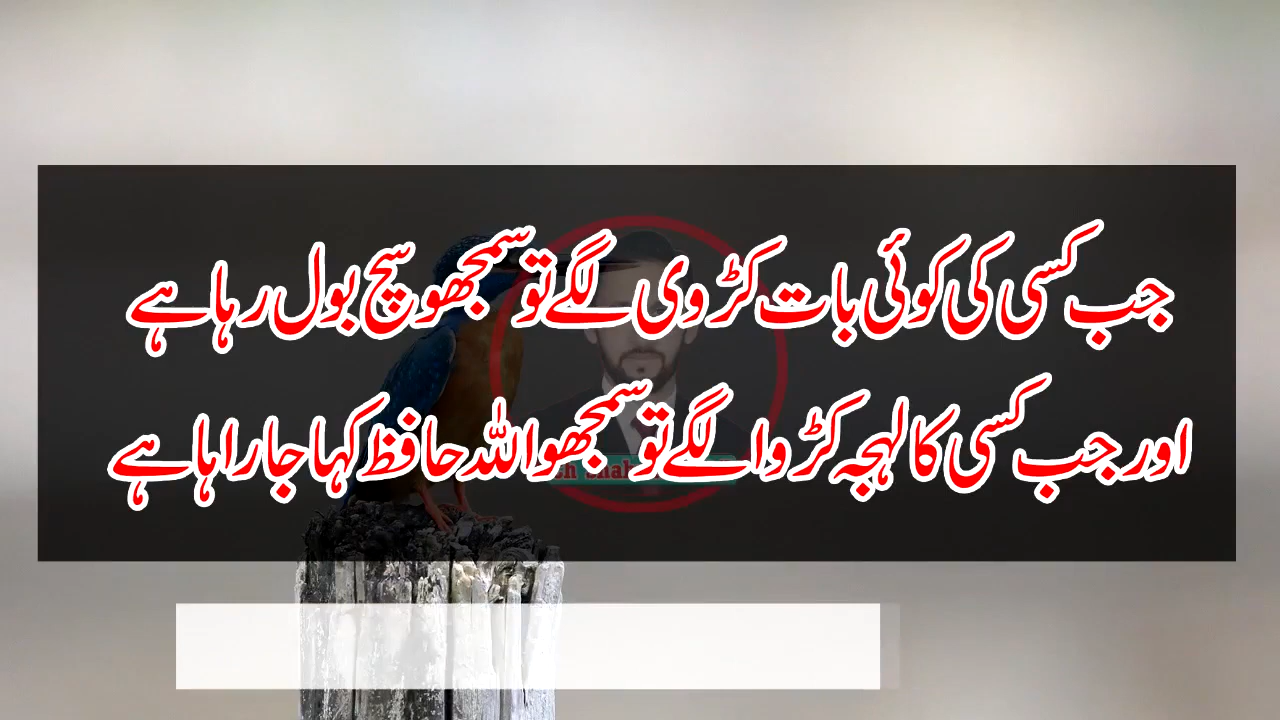 جب کسی کی کوئی بات کڑوی لگے تو سمجھو سچ بول رہا ہے
اور جب کسی کا لہجہ کڑوا لگے تو سمجھو اللہ حافظ کہا جا راہا ہے